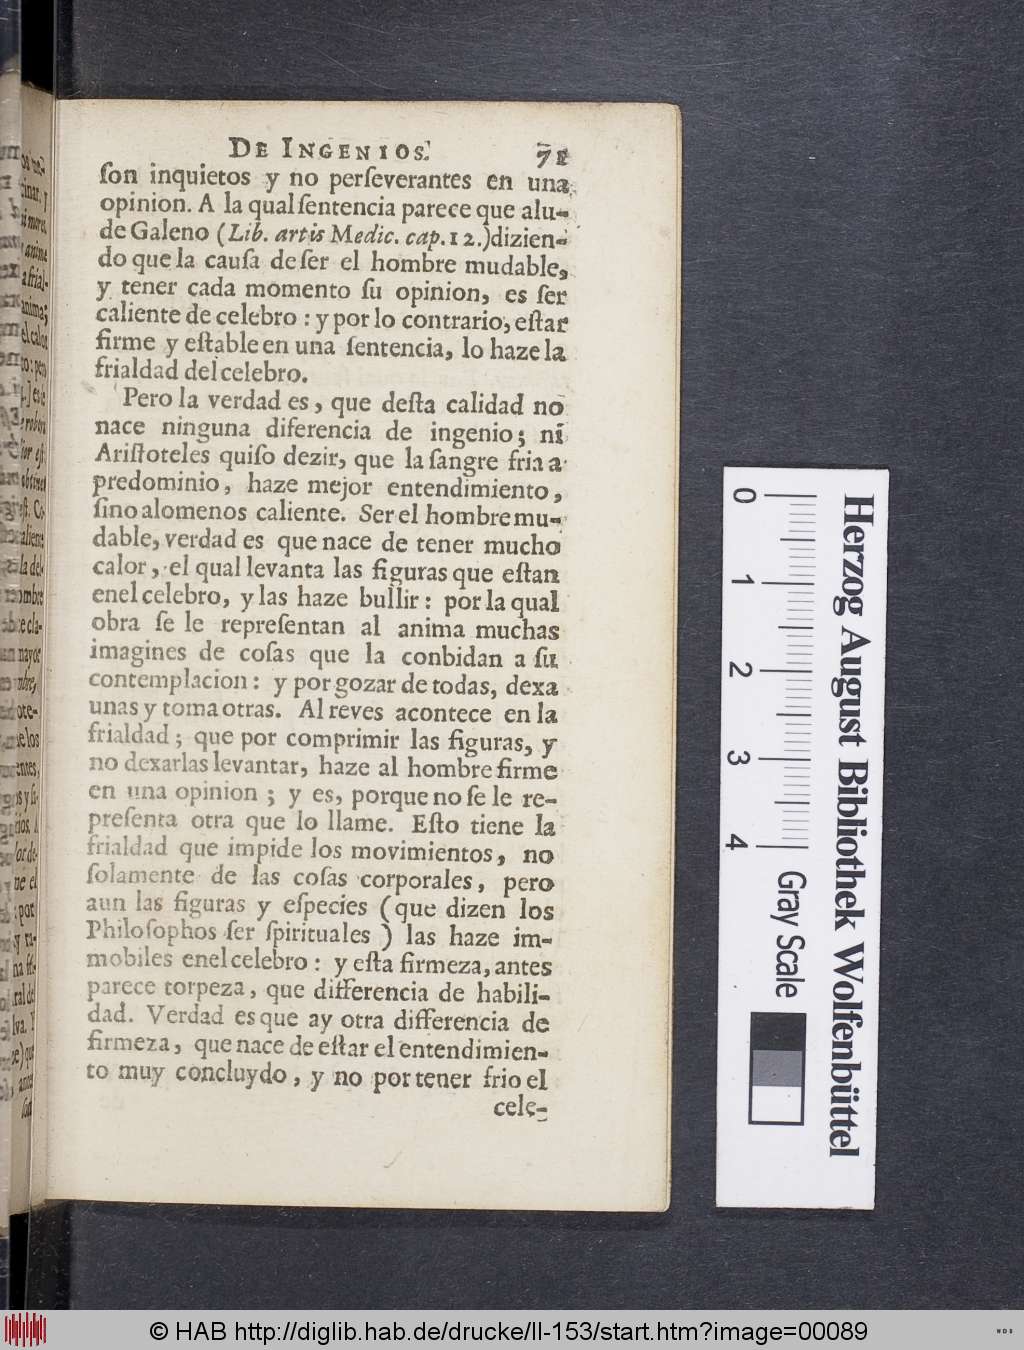 DE INGENIOS. 71
ſon inquietos y no perſeverantes en una
opinion. A la qual ſentencia parece que alu-
de Galeno (Lib. artis Medic. cap. 12.) dizien-
do que la cauſa de ſer el hombre mudable,
y tener cada momento ſu opinion, es ſer
caliente de celebro : y por lo contrario, eſtar
firme y eſtable en una ſentencia, lo haze la
frialdad del celebro.
Pero la verdad es, que deſta calidad no
nace ninguna diferencia de ingenio; ni
Ariſtoteles quiſo dezir, que la ſangre fria a
predominio, haze mejor entendimiento,
ſino alomenos caliente. Ser el hombre mu-
dable, verdad es que nace de tener mucho
calor, el qual levanta las figuras que eſtan
enel celebro, y las haze bullir : por la qual
obra ſe le repreſentan al anima muchas
imagines de coſas que la conbidan a ſu
contemplacion : y por gozar de todas, dexa
unas y toma otras. Al reves acontece en la
frialdad ; que por comprimir las figuras, y
no dexarlas levantar, haze al hombre firme
en una opinion ; y es, porque no ſe le re-
preſenta otra que lo llame. Eſto tiene la
frialdad que impide los movimientos, no
ſolamente de las coſas corporales, pero
aun las figuras y eſpecies (que dizen los
Philoſophos ſer ſpirituales) las haze im-
mobiles enel celebro : y eſta firmeza, antes
parece torpeza, que differencia de habili-
dad. Verdad es que ay otra differencia de
firmeza, que nace de eſtar el entendimien-
to muy concluydo, y no por tener frio el
cele-
0 1 2 3 4
Gray Scale
Herzog August Bibliothek Wolfenbüttel
© HAB http://diglib.hab.de/drucke/ll-153/start.htm?image=00089